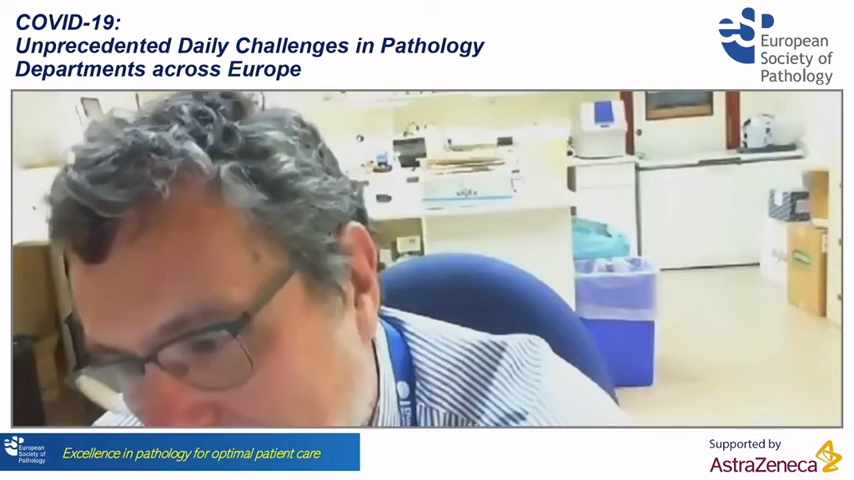 COVID-19:
Unprecedented Daily Challenges in Pathology
Departments across Europe
European
Society of
Pathology
European
Society of
Pathology
Excellence in pathology for optimal patient care
Supported by
AstraZeneca